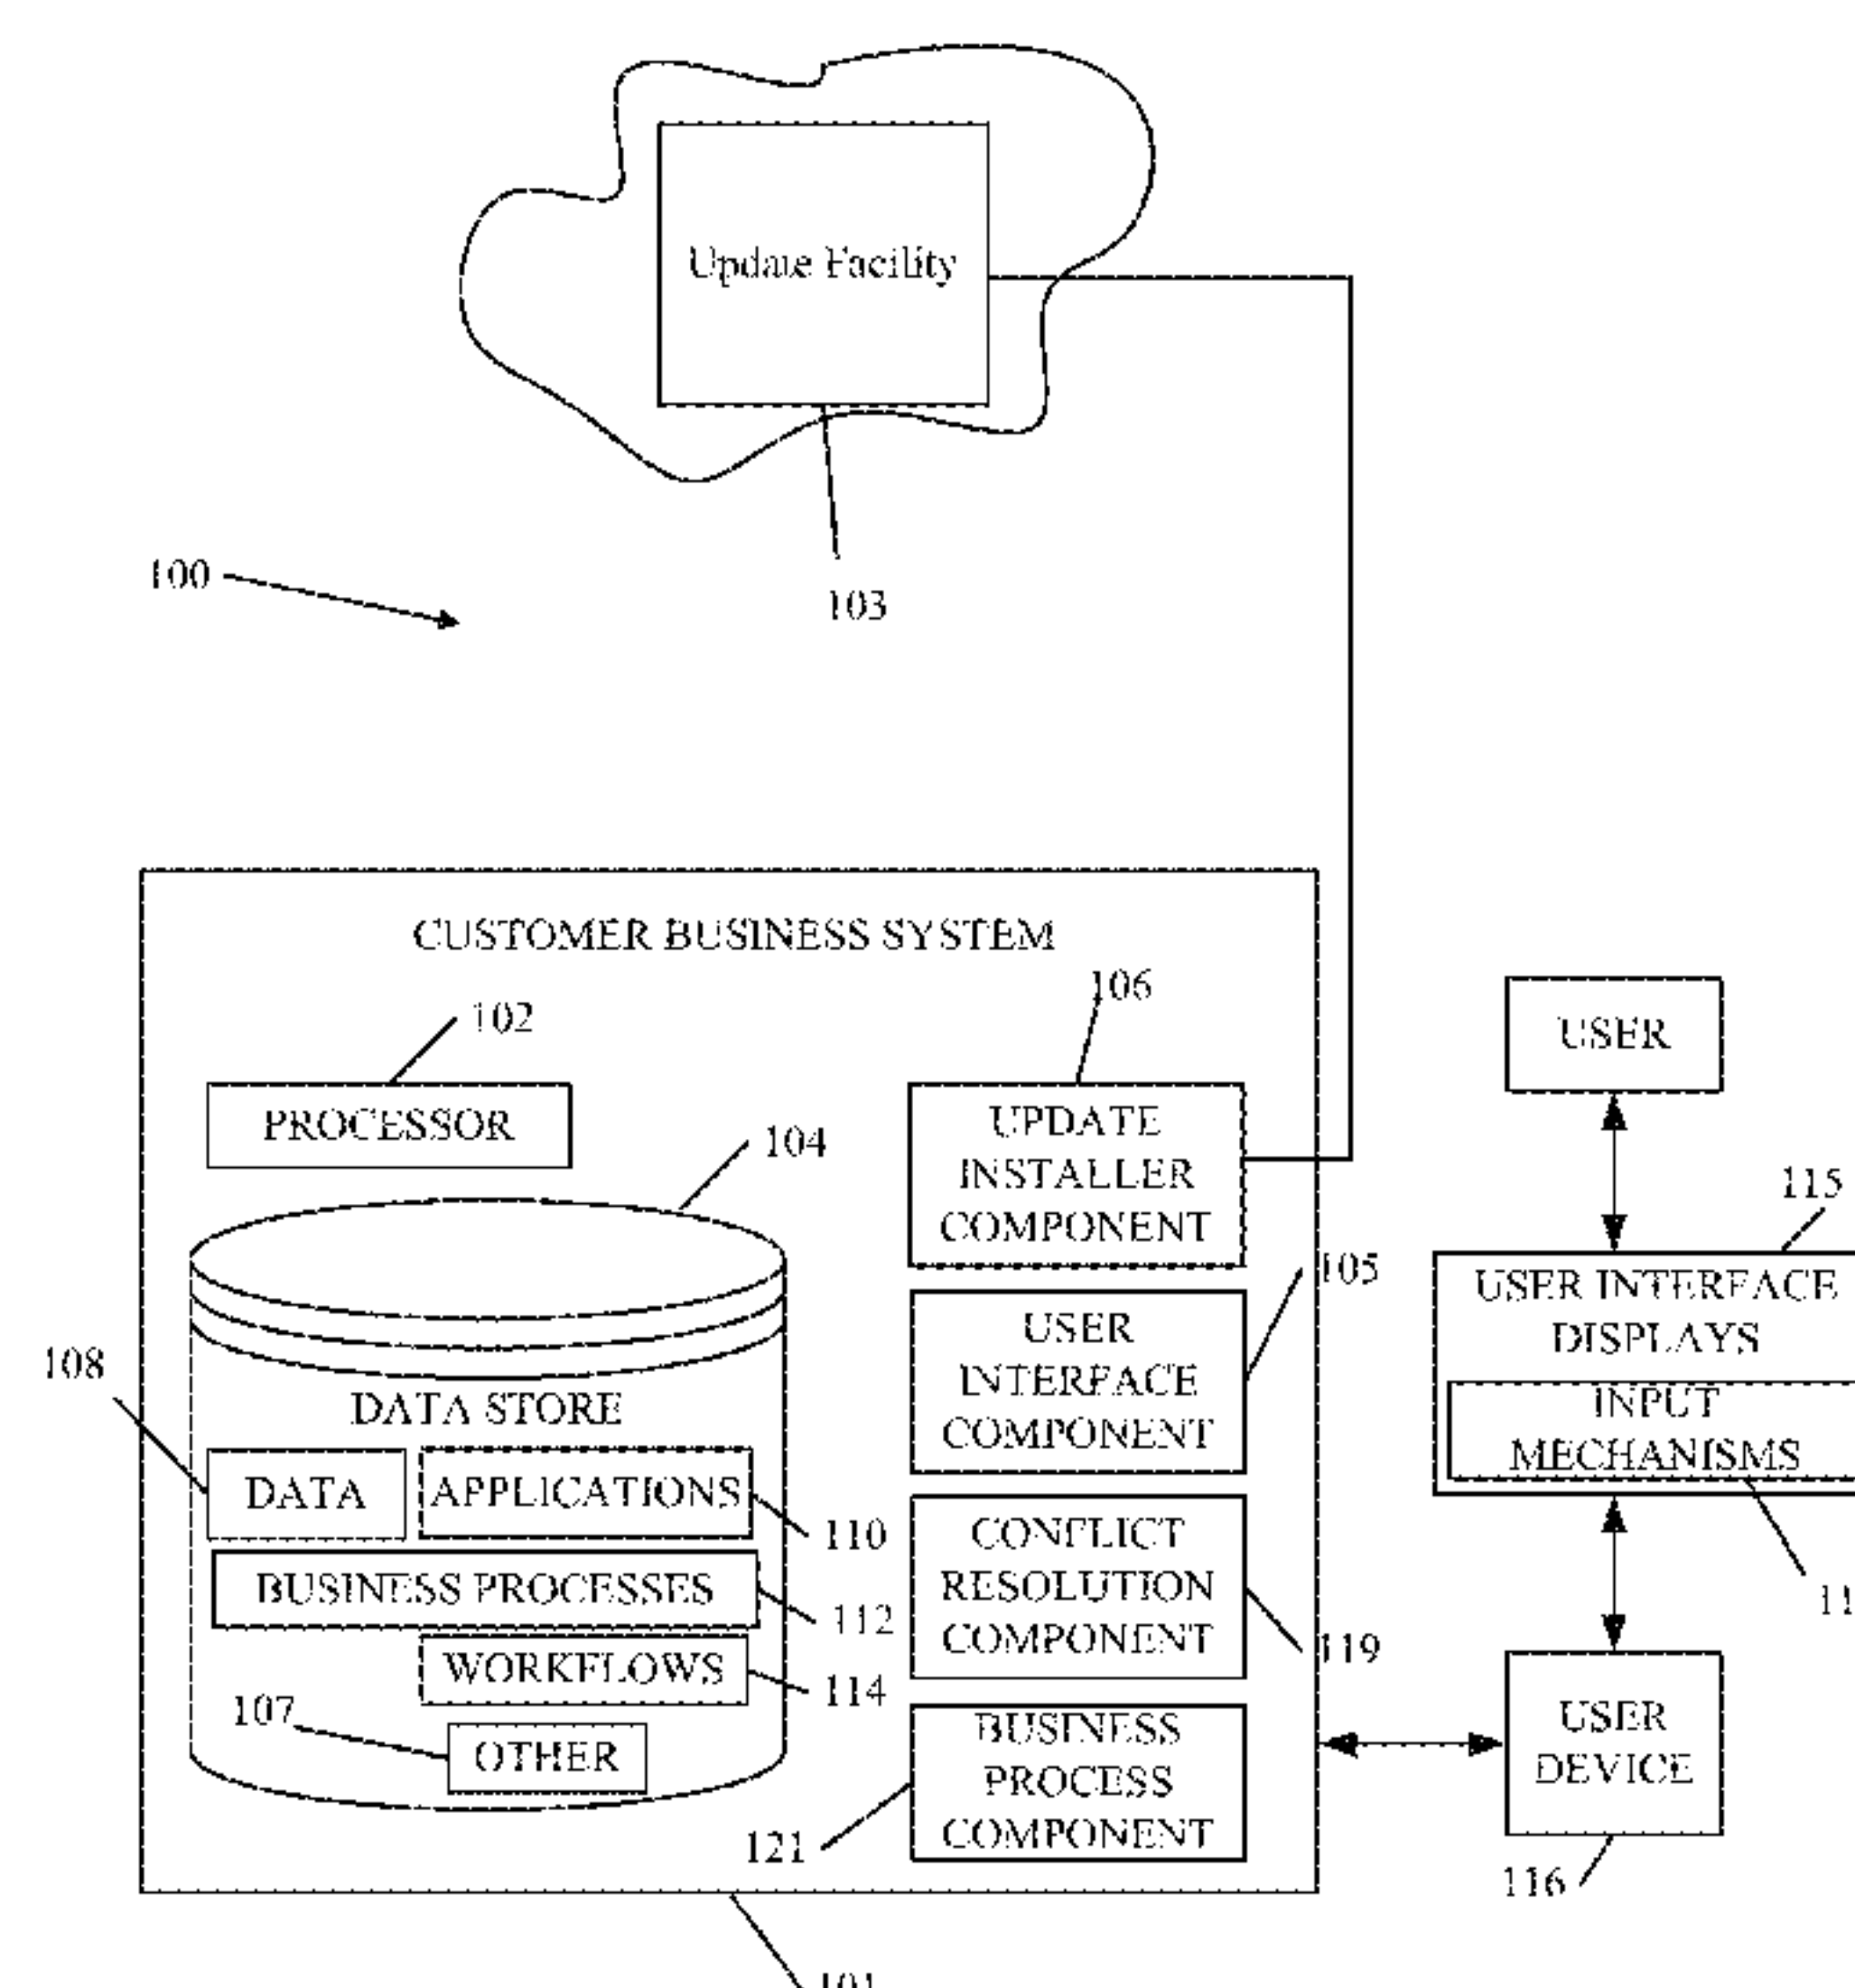 Update Facility
100
103
CUSTOMER BUSINESS SYSTEM
106
102
USER
PROCESSOR
UPDATE
INSTALLER
COMPONENT
104
115
105
USER INTERFACE
DISPLAYS
USER
INTERFACE
COMPONENT
108
DATA STORE
INPUT
MECHANISMS
DATA
APPLICATIONS
110
CONFLICT
RESOLUTION
COMPONENT
BUSINESS PROCESSES
112
11
119
WORKFLOWS
114
107
OTHER
BUSINESS
PROCESS
COMPONENT
USER
DEVICE
121
116
101